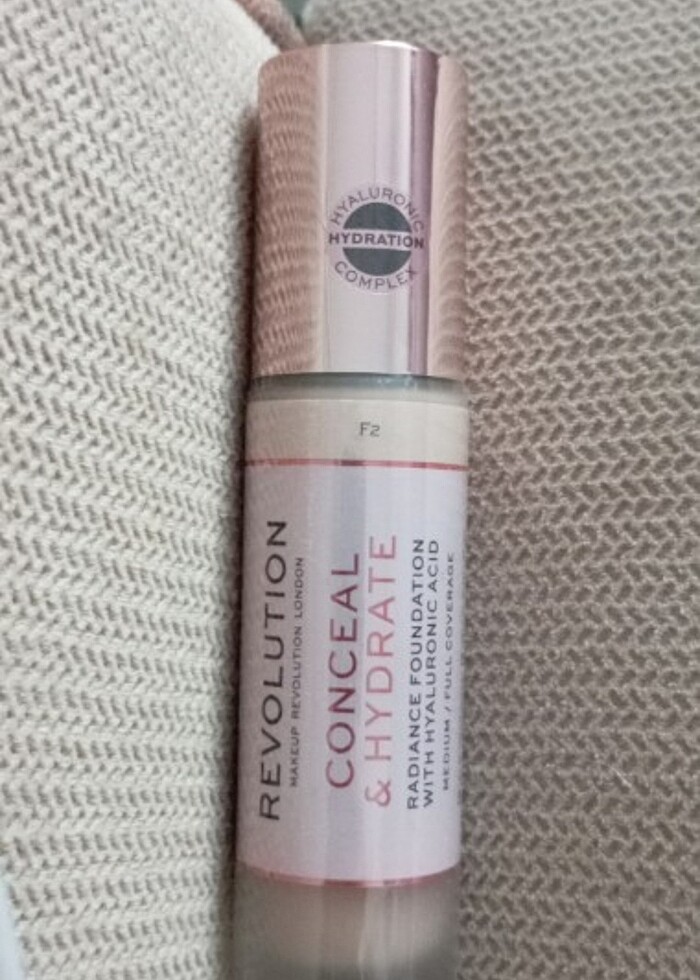 HYALURONIC
HYDRATION
COMPLEX
F2
REVOLUTION
MAKEUP REVOLUTION LONDON
CONCEAL
& HYDRATE
RADIANCE FOUNDATION
WITH HYALURONIC ACID
MEDIUM / FULL COVERAGE